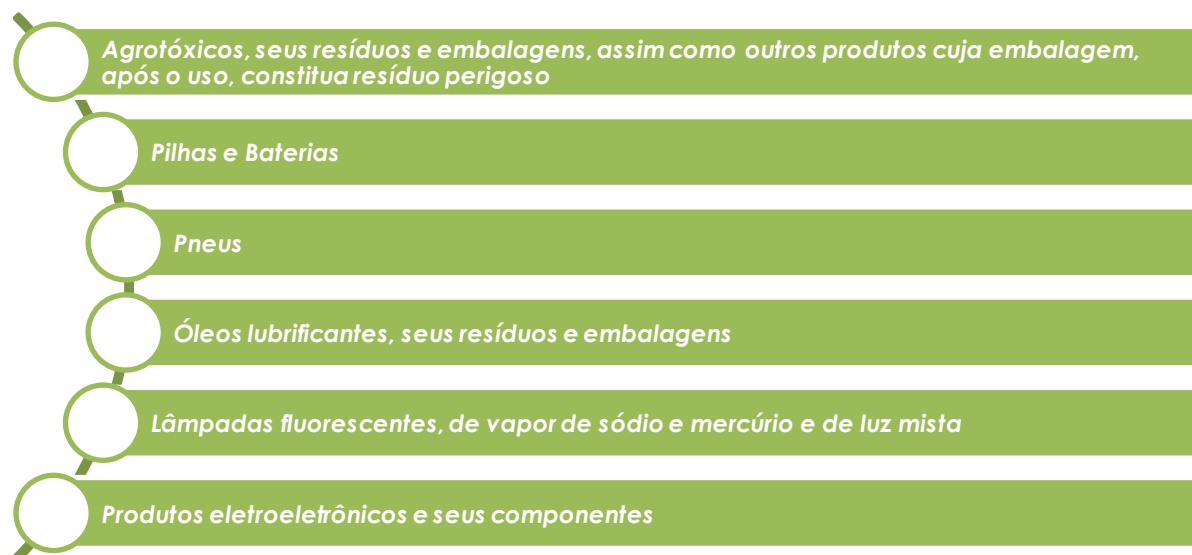 Agrotóxicos, seus resíduos e embalagens, assim como outros produtos cuja embalagem,
após o uso, constitua resíduo perigoso
Pilhas e Baterias
Pneus
Óleos lubrificantes, seus resíduos e embalagens
Lâmpadas fluorescentes, de vapor de sódio e mercúrio e de luz mista
Produtos eletroeletrônicos e seus componentes